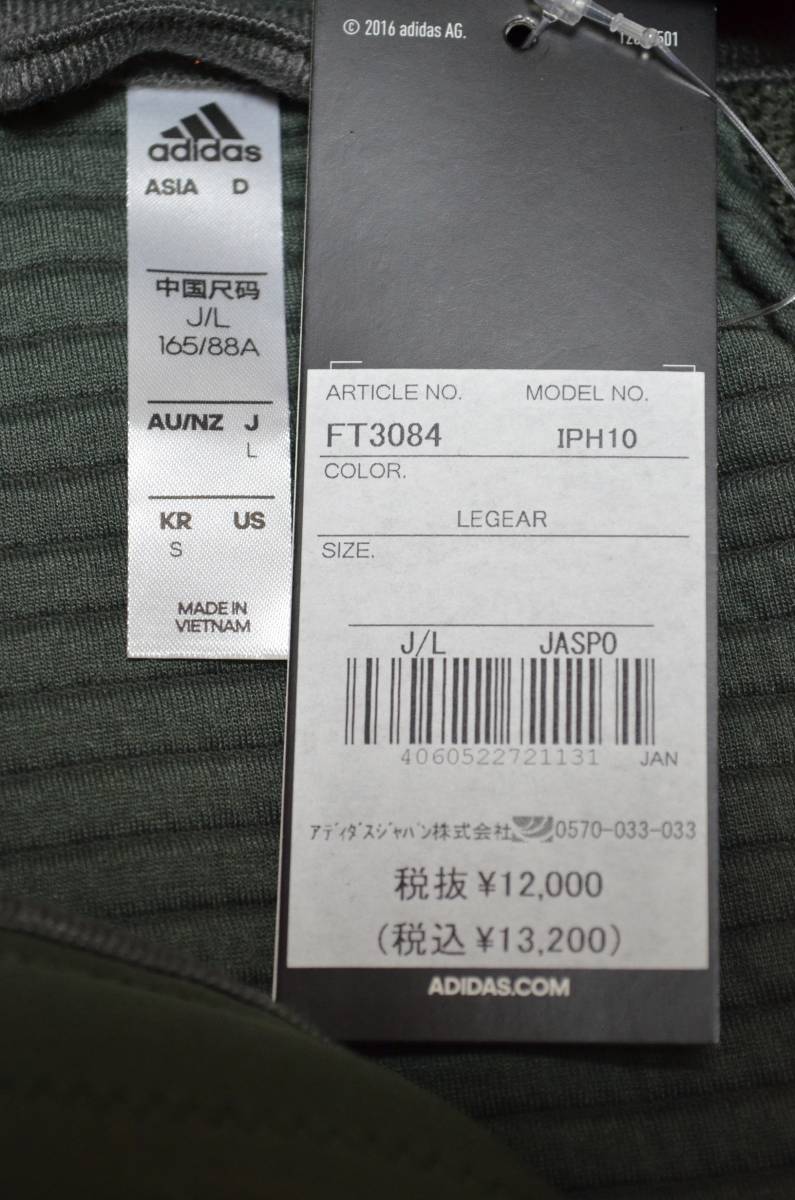 adidas
ASIA D
中国尺码
J/L
165/88A
AU/NZ J
L
KR US
S
MADE IN
VIETNAM
© 2016 adidas AG.
ARTICLE NO. MODEL NO.
FT3084 IPH10
COLOR.
LEGEAR
SIZE.
J/L JASPO
4060522721131 JAN
アディダスジャパン株式会社 0570-033-033
税抜 ¥12,000
(税込 ¥13,200)
ADIDAS.COM